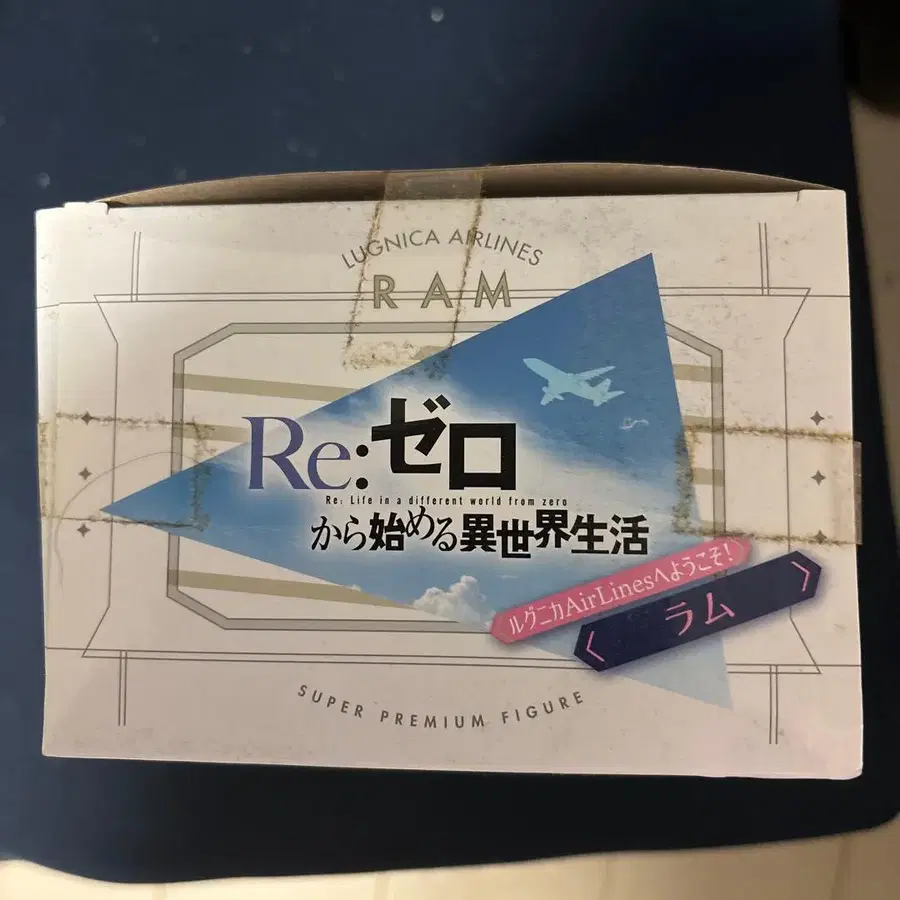 LUGNICA AIRLINES
RAM
Re:ゼロ
Re: Life in a different world from zero
から始める異世界生活
ルグニカAirLinesへようこそ!
ラム
SUPER PREMIUM FIGURE